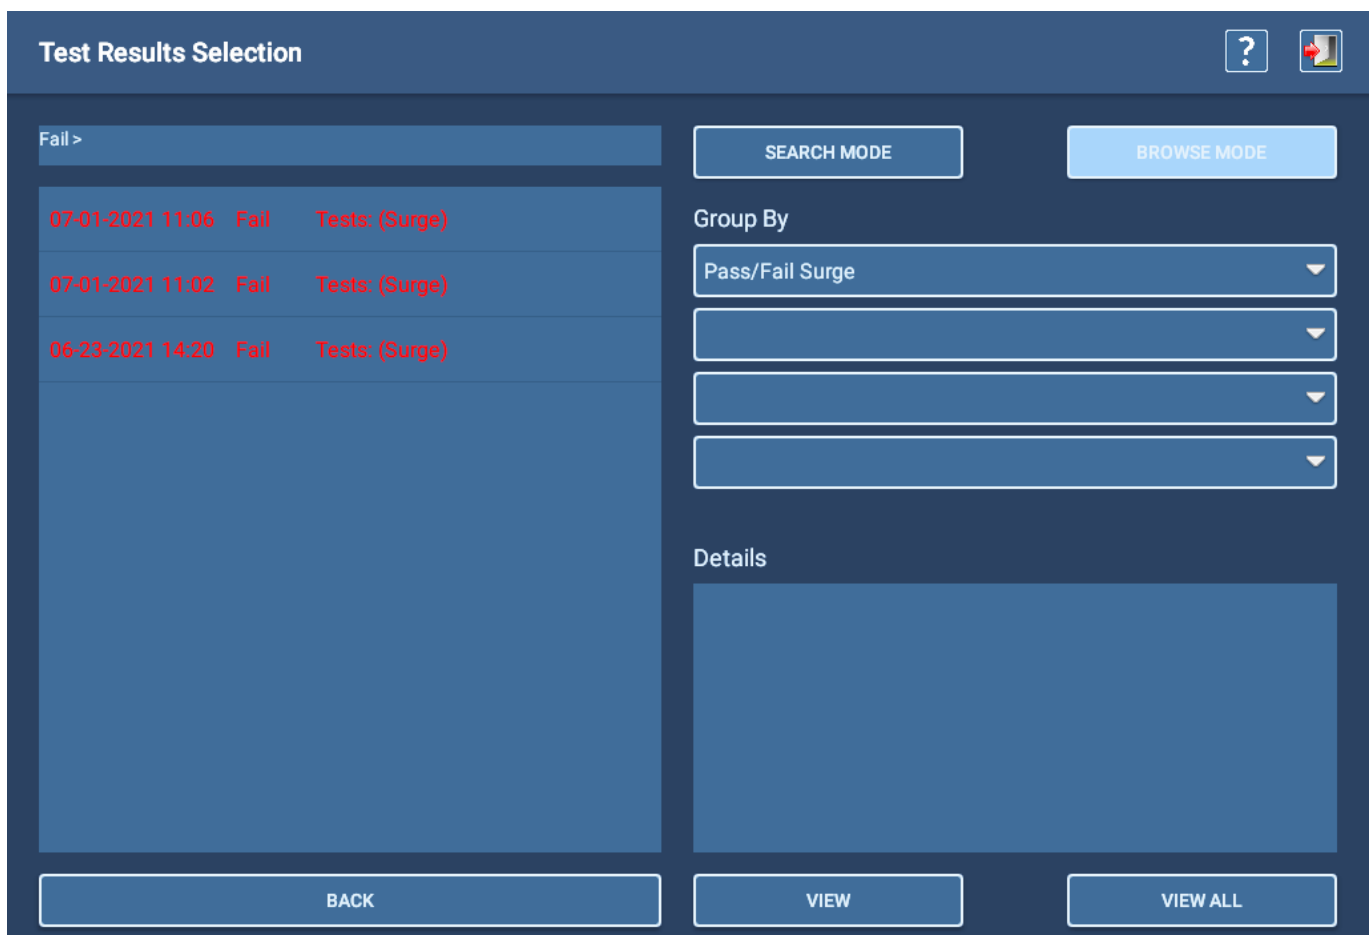 Test Results Selection
?
Fail >
SEARCH MODE
BROWSE MODE
07-01-2021 11:06 Fail Tests: (Surge)
07-01-2021 11:02 Fail Tests: (Surge)
06-23-2021 14:20 Fail Tests: (Surge)
Group By
Pass/Fail Surge
Details
BACK
VIEW
VIEW ALL